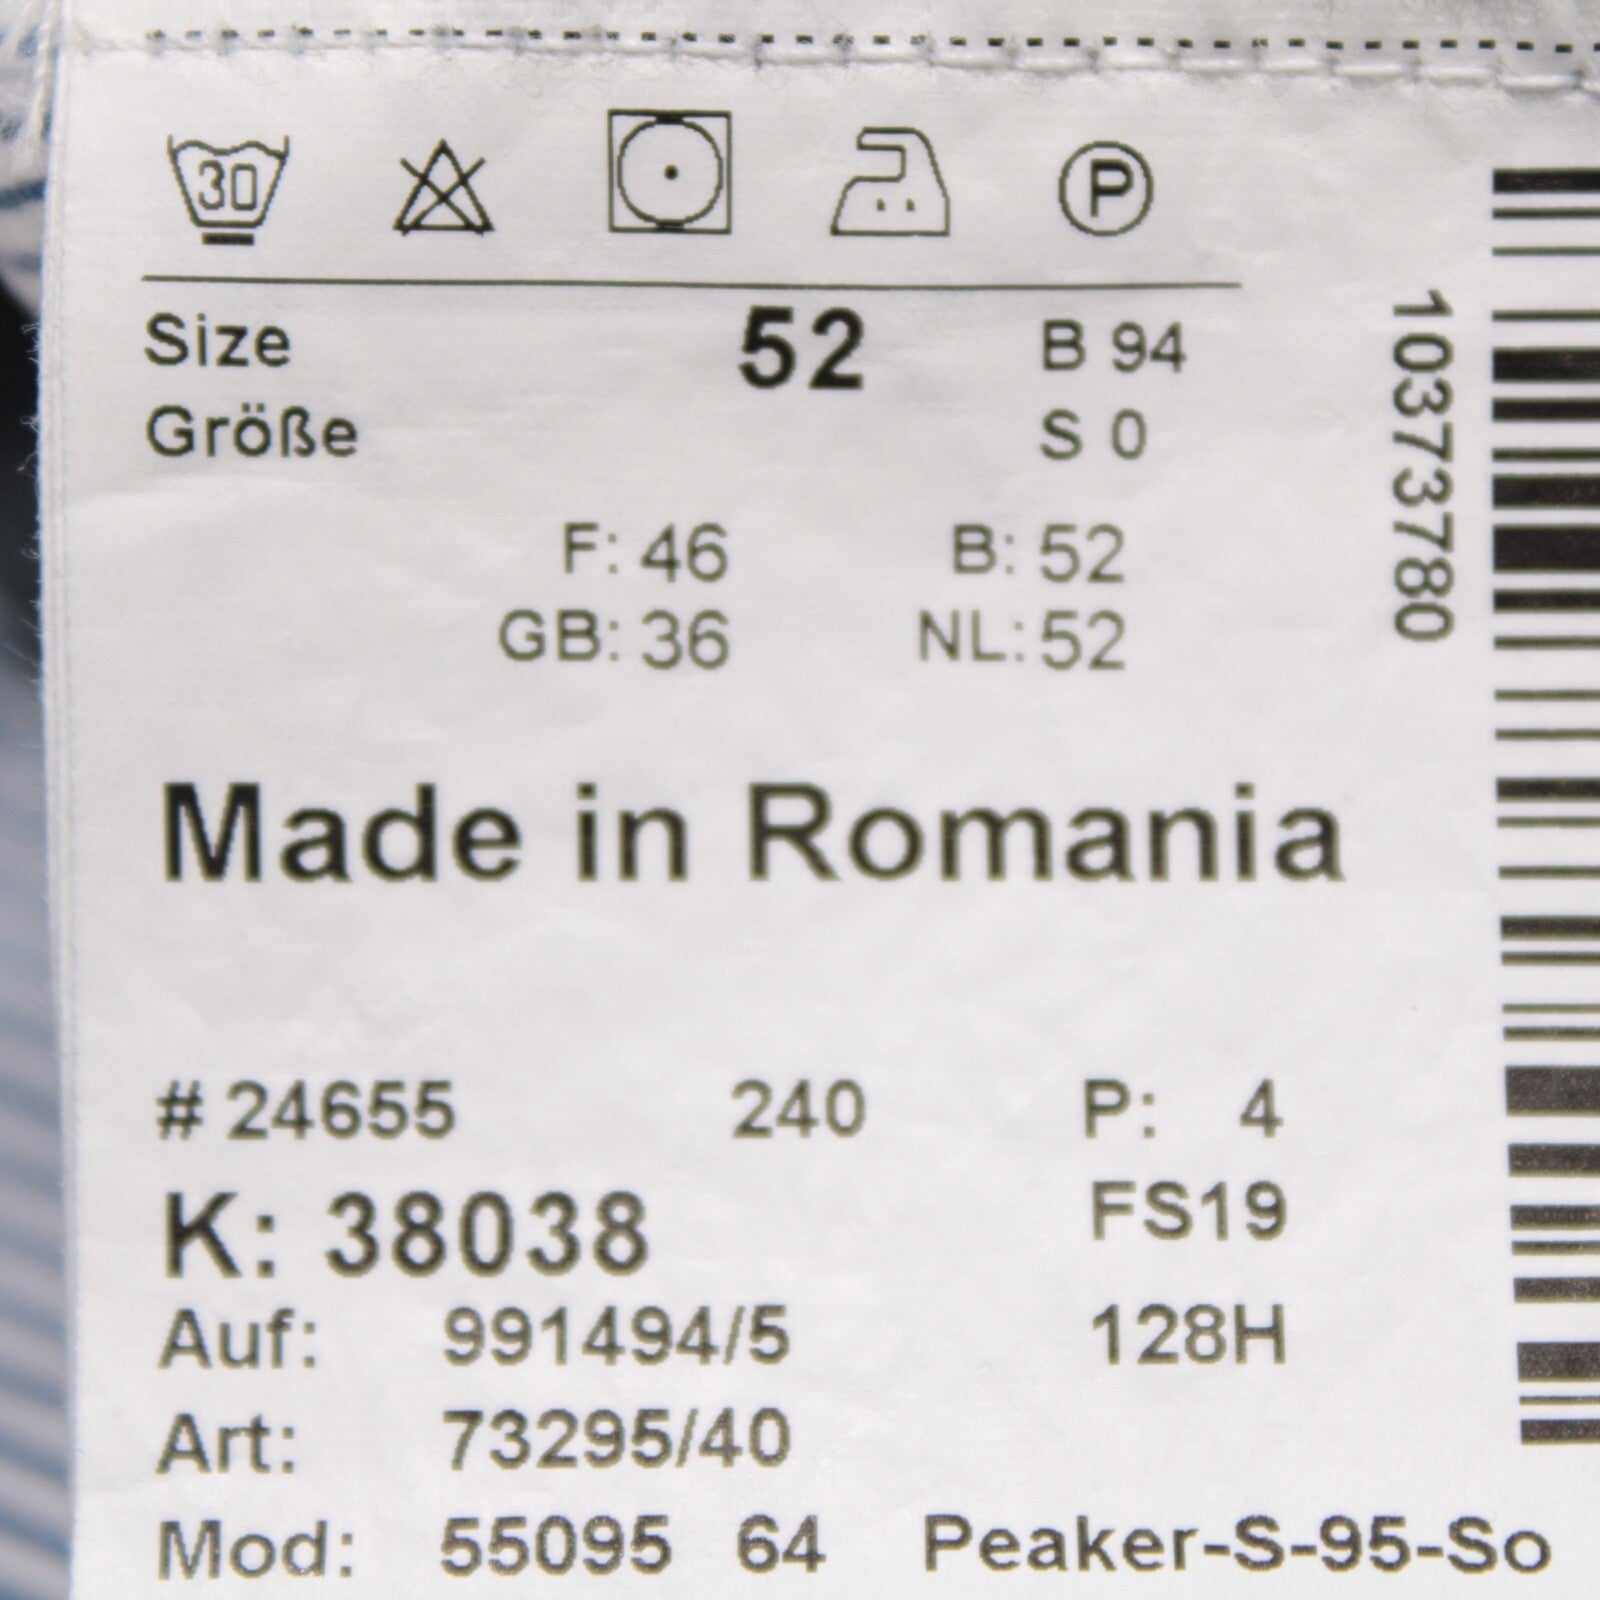 30
P
Size 52 B 94
Größe S 0
F: 46 B: 52
GB: 36 NL: 52
Made in Romania
# 24655 240 P: 4
K: 38038 FS19
Auf: 991494/5 128H
Art: 73295/40
Mod: 55095 64 Peaker-S-95-So
10373780